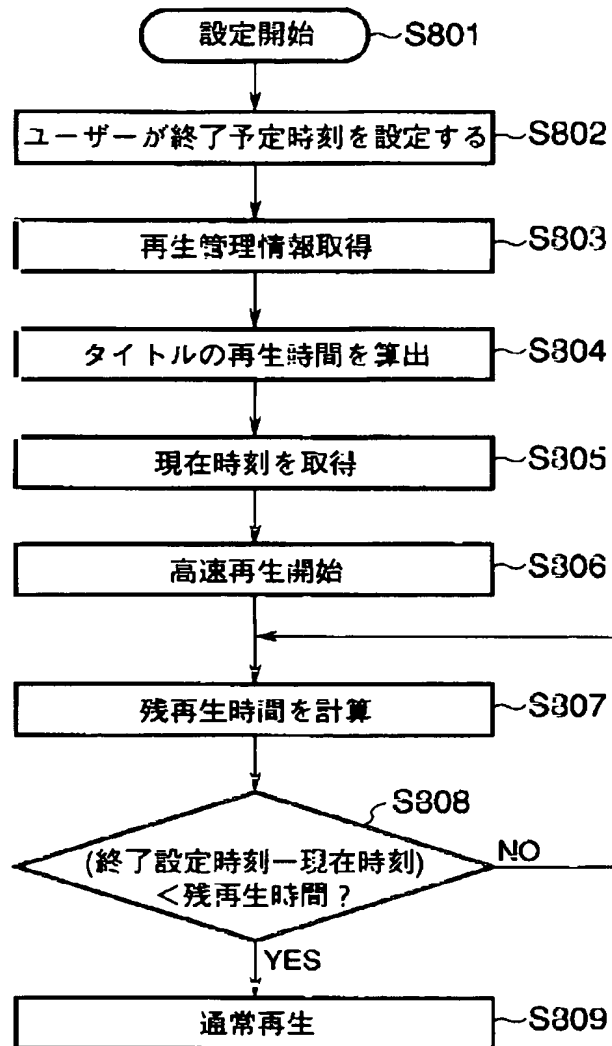 設定開始 S801
ユーザーが終了予定時刻を設定する S802
再生管理情報取得 S803
タイトルの再生時間を算出 S804
現在時刻を取得 S805
高速再生開始 S806
残再生時間を計算 S807
S808
(終了設定時刻ー現在時刻)
<残再生時間?
NO
YES
通常再生 S809